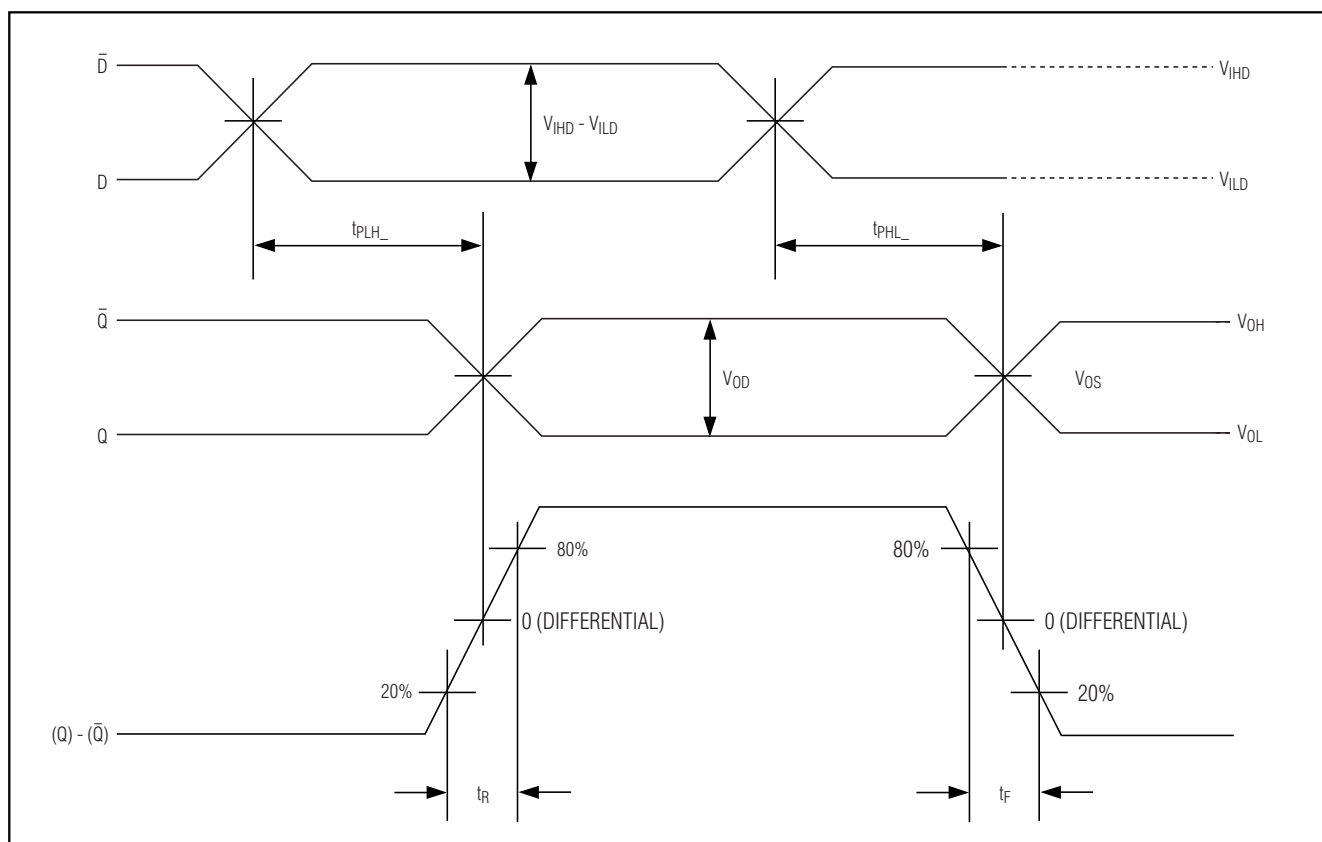 D̄
V_IHD
V_IHD - V_ILD
D
V_ILD
t_PLH_
t_PHL_
Q̄
V_OH
V_OD
V_OS
Q
V_OL
80%
80%
0 (DIFFERENTIAL)
0 (DIFFERENTIAL)
20%
20%
(Q) - (Q̄)
t_R
t_F